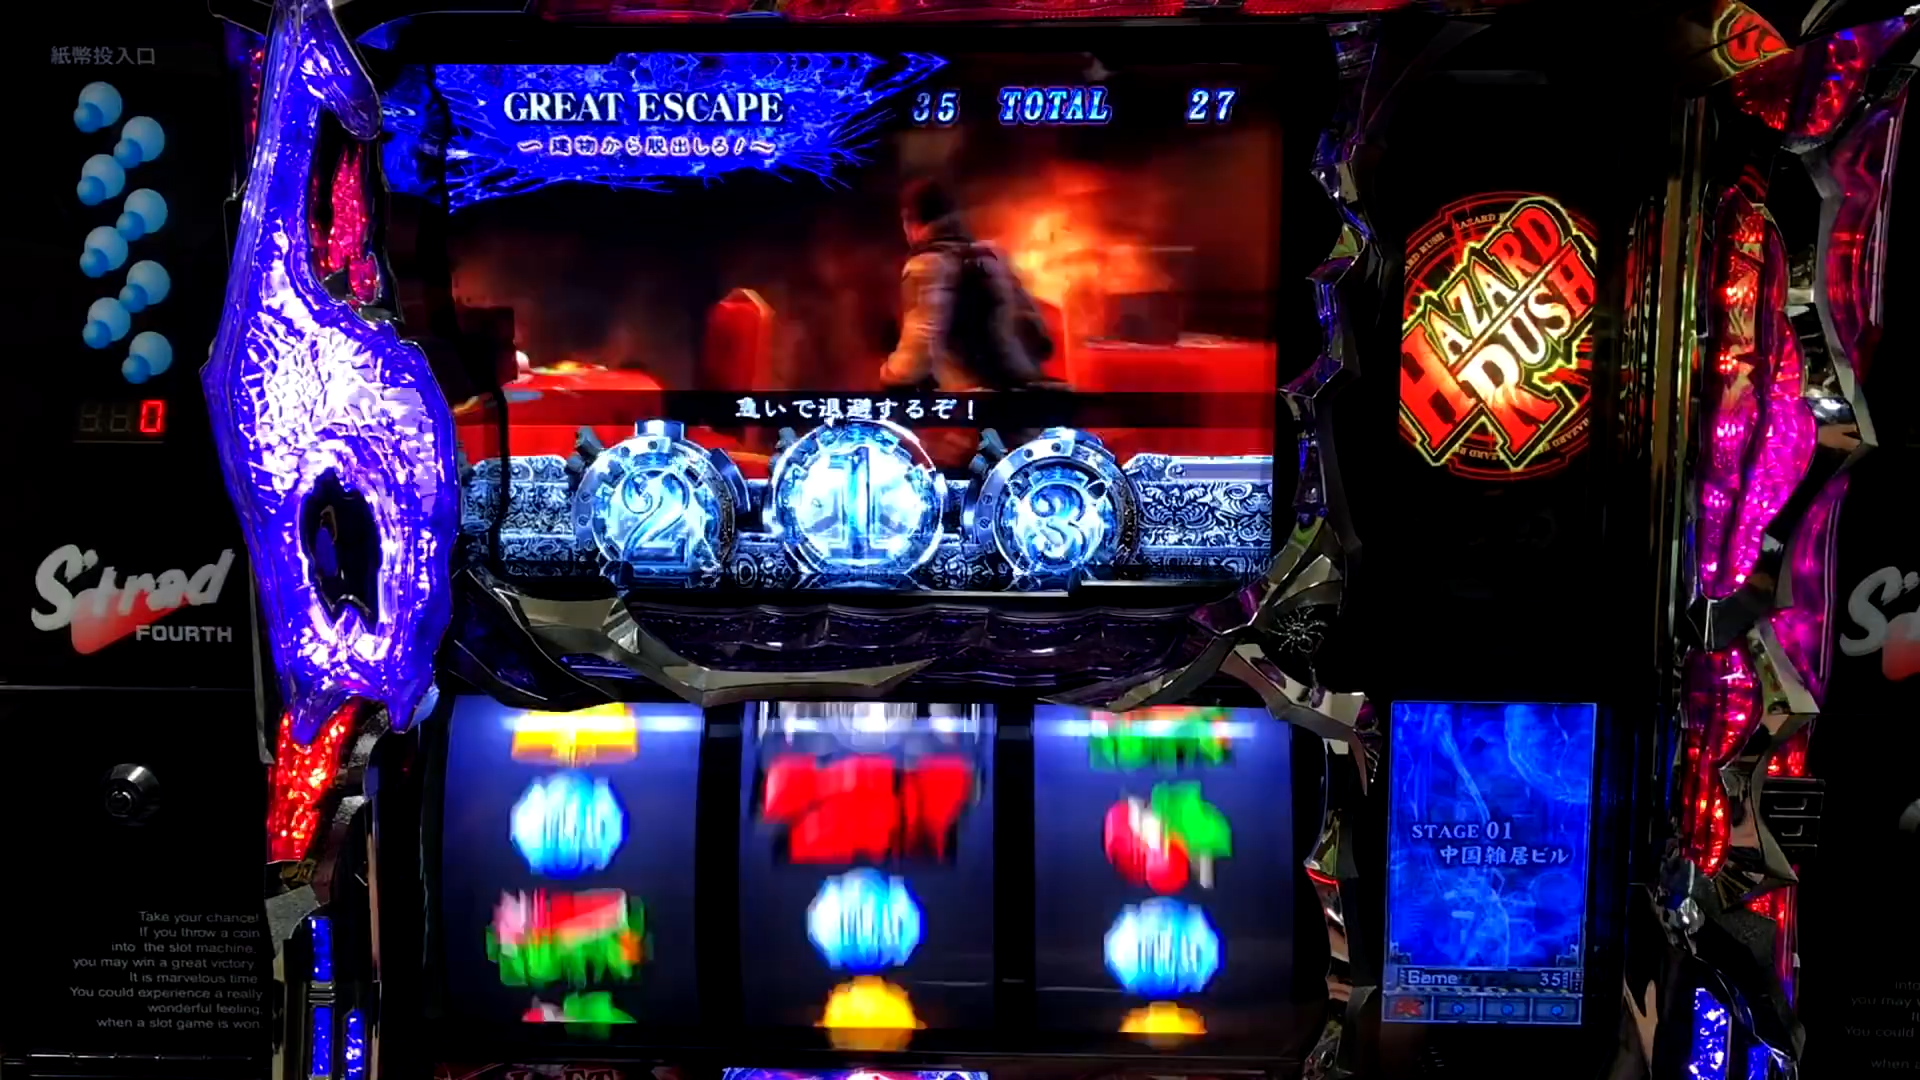 紙幣投入口
GREAT ESCAPE
35 TOTAL 27
～建物から脱出しろ!～
急いで退避するぞ!
2 1 3
HAZARD RUSH
0
Strad
FOURTH
STAGE 01
中国雑居ビル
Game 35
Take your chance!
If you throw a coin
into the slot machine,
you may win a great victory.
It is marvelous time.
You could experience a really
wonderful feeling,
when a slot game is won